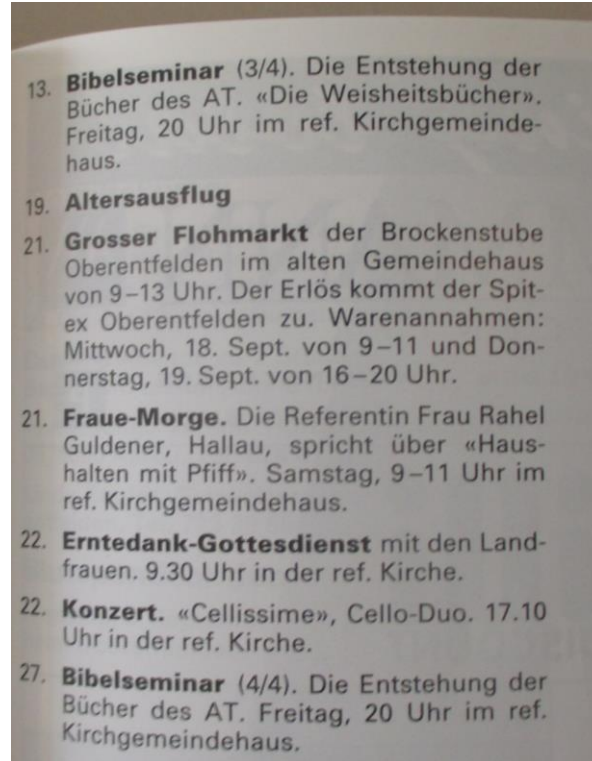 13. Bibelseminar (3/4). Die Entstehung der
Bücher des AT. «Die Weisheitsbücher».
Freitag, 20 Uhr im ref. Kirchgemeinde-
haus.
19. Altersausflug
21. Grosser Flohmarkt der Brockenstube
Oberentfelden im alten Gemeindehaus
von 9–13 Uhr. Der Erlös kommt der Spit-
ex Oberentfelden zu. Warenannahmen:
Mittwoch, 18. Sept. von 9–11 und Don-
nerstag, 19. Sept. von 16–20 Uhr.
21. Fraue-Morge. Die Referentin Frau Rahel
Guldener, Hallau, spricht über «Haus-
halten mit Pfiff». Samstag, 9–11 Uhr im
ref. Kirchgemeindehaus.
22. Erntedank-Gottesdienst mit den Land-
frauen. 9.30 Uhr in der ref. Kirche.
22. Konzert. «Cellissime», Cello-Duo. 17.10
Uhr in der ref. Kirche.
27. Bibelseminar (4/4). Die Entstehung der
Bücher des AT. Freitag, 20 Uhr im ref.
Kirchgemeindehaus.